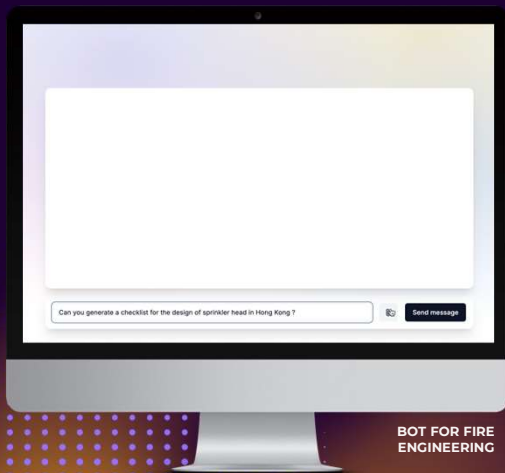 Can you generate a checklist for the design of sprinkler head in Hong Kong ?
Send message
BOT FOR FIRE
ENGINEERING